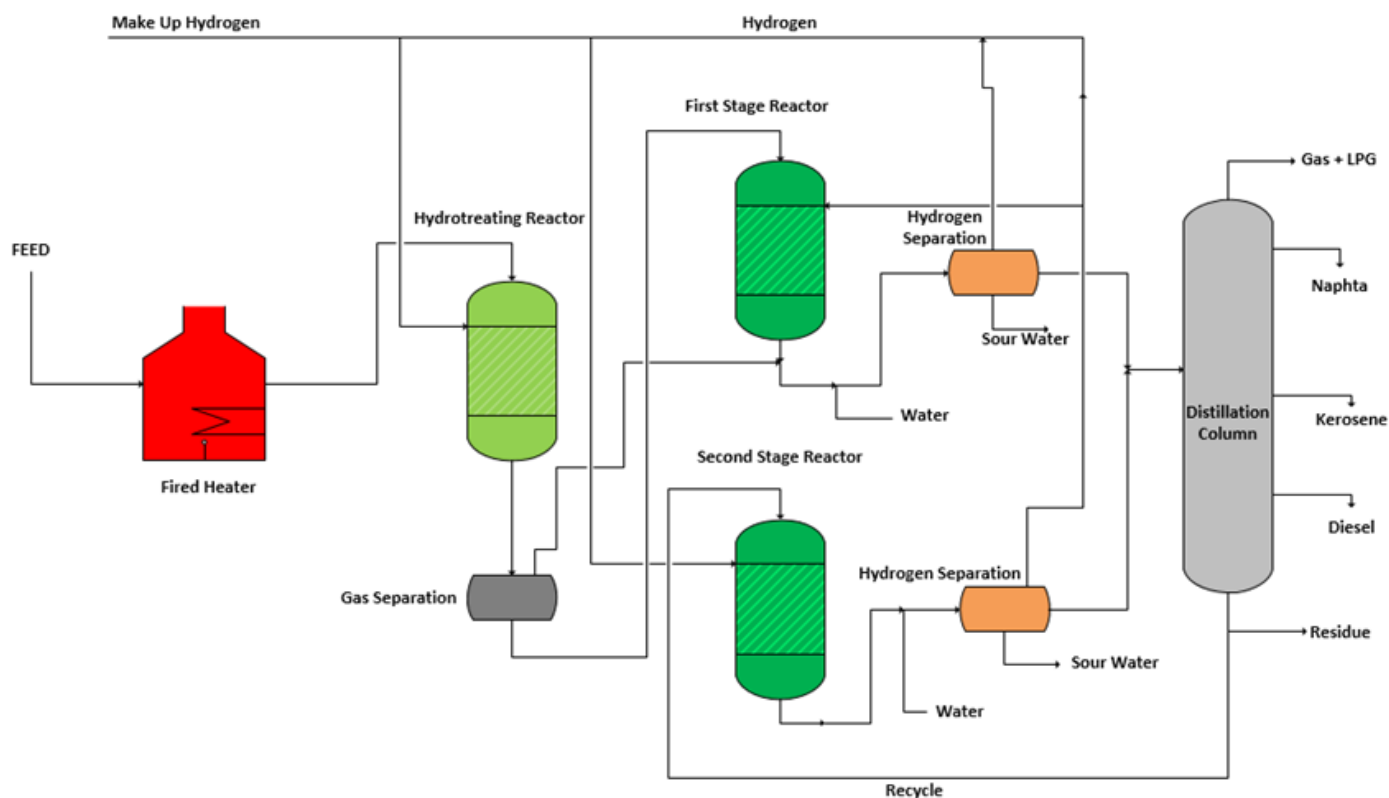 Make Up Hydrogen
Hydrogen
First Stage Reactor
Gas + LPG
Hydrotreating Reactor
Hydrogen
Separation
FEED
Naphta
Sour Water
Water
Distillation
Column
Kerosene
Second Stage Reactor
Fired Heater
Diesel
Hydrogen Separation
Gas Separation
Residue
Sour Water
Water
Recycle